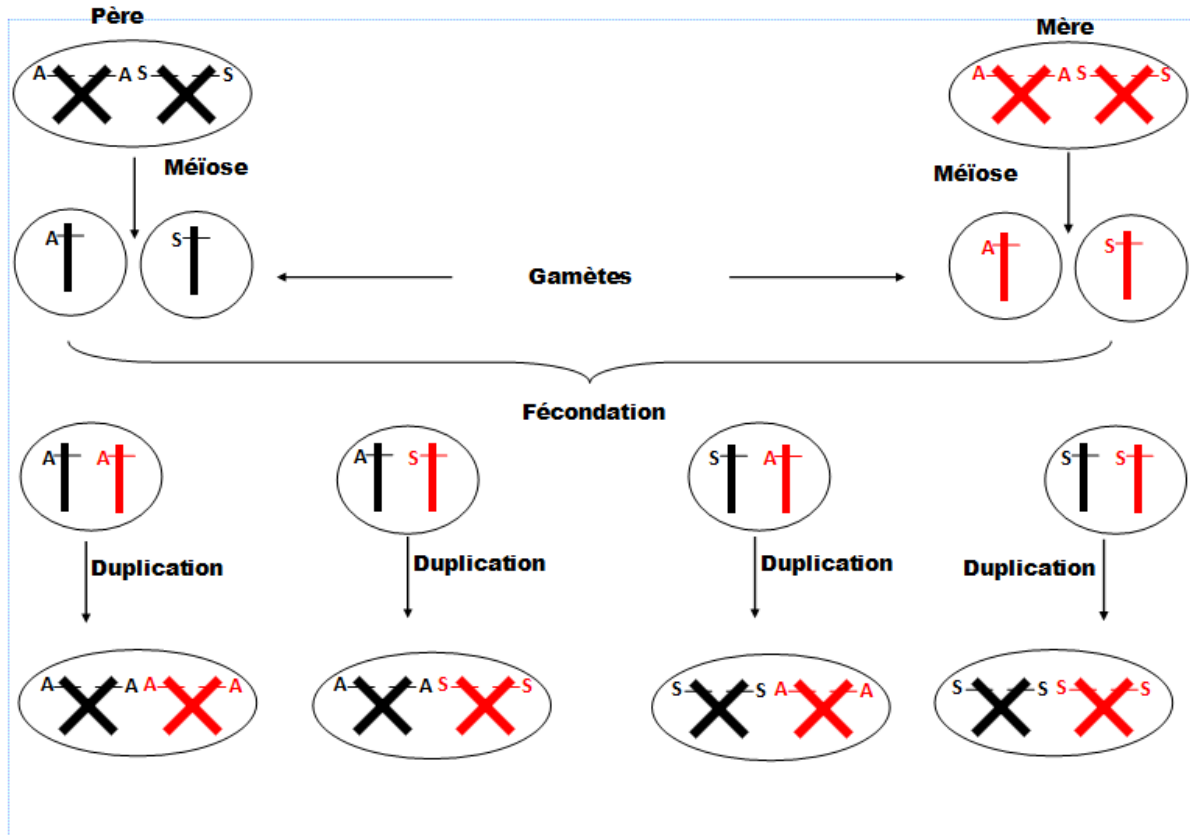 Père
Mère
A A S S
A A S S
Méïose
Méïose
A
S
A
S
Gamètes
Fécondation
A A
A S
S A
S S
Duplication
Duplication
Duplication
Duplication
A A A A
A A S S
S S A A
S S S S